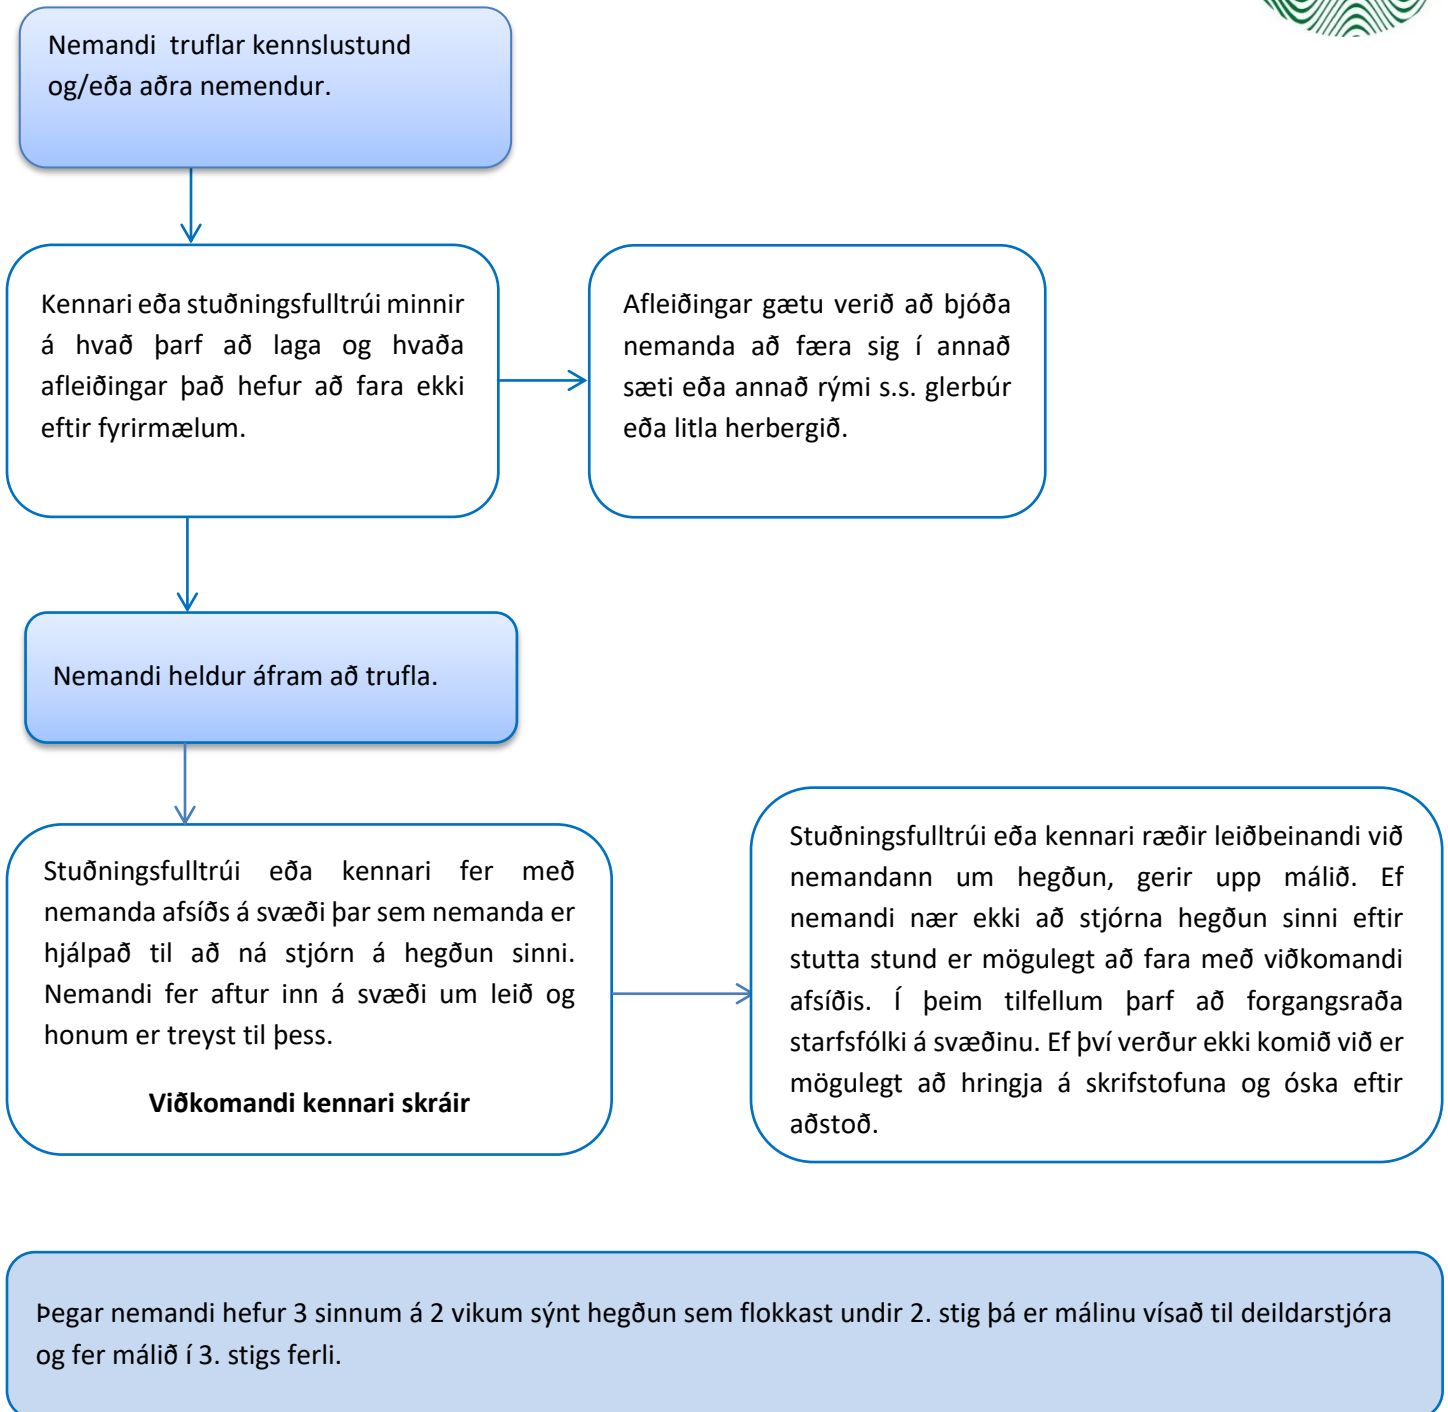 Nemandi truflar kennslustund
og/eða aðra nemendur.
Kennari eða stuðningsfulltrúi minnir
á hvað þarf að laga og hvaða
afleiðingar það hefur að fara ekki
eftir fyrirmælum.
Afleiðingar gætu verið að bjóða
nemanda að færa sig í annað
sæti eða annað rými s.s. glerbúr
eða litla herbergið.
Nemandi heldur áfram að trufla.
Stuðningsfulltrúi eða kennari fer með
nemanda afsíðs á svæði þar sem nemanda er
hjálpað til að ná stjórn á hegðun sinni.
Nemandi fer aftur inn á svæði um leið og
honum er treyst til þess.
Viðkomandi kennari skráir
Stuðningsfulltrúi eða kennari ræðir leiðbeinandi við
nemandann um hegðun, gerir upp málið. Ef
nemandi nær ekki að stjórna hegðun sinni eftir
stutta stund er mögulegt að fara með viðkomandi
afsíðis. Í þeim tilfellum þarf að forgangsraða
starfsfólki á svæðinu. Ef því verður ekki komið við er
mögulegt að hringja á skrifstofuna og óska eftir
aðstoð.
Þegar nemandi hefur 3 sinnum á 2 vikum sýnt hegðun sem flokkast undir 2. stig þá er málinu vísað til deildarstjóra
og fer málið í 3. stigs ferli.